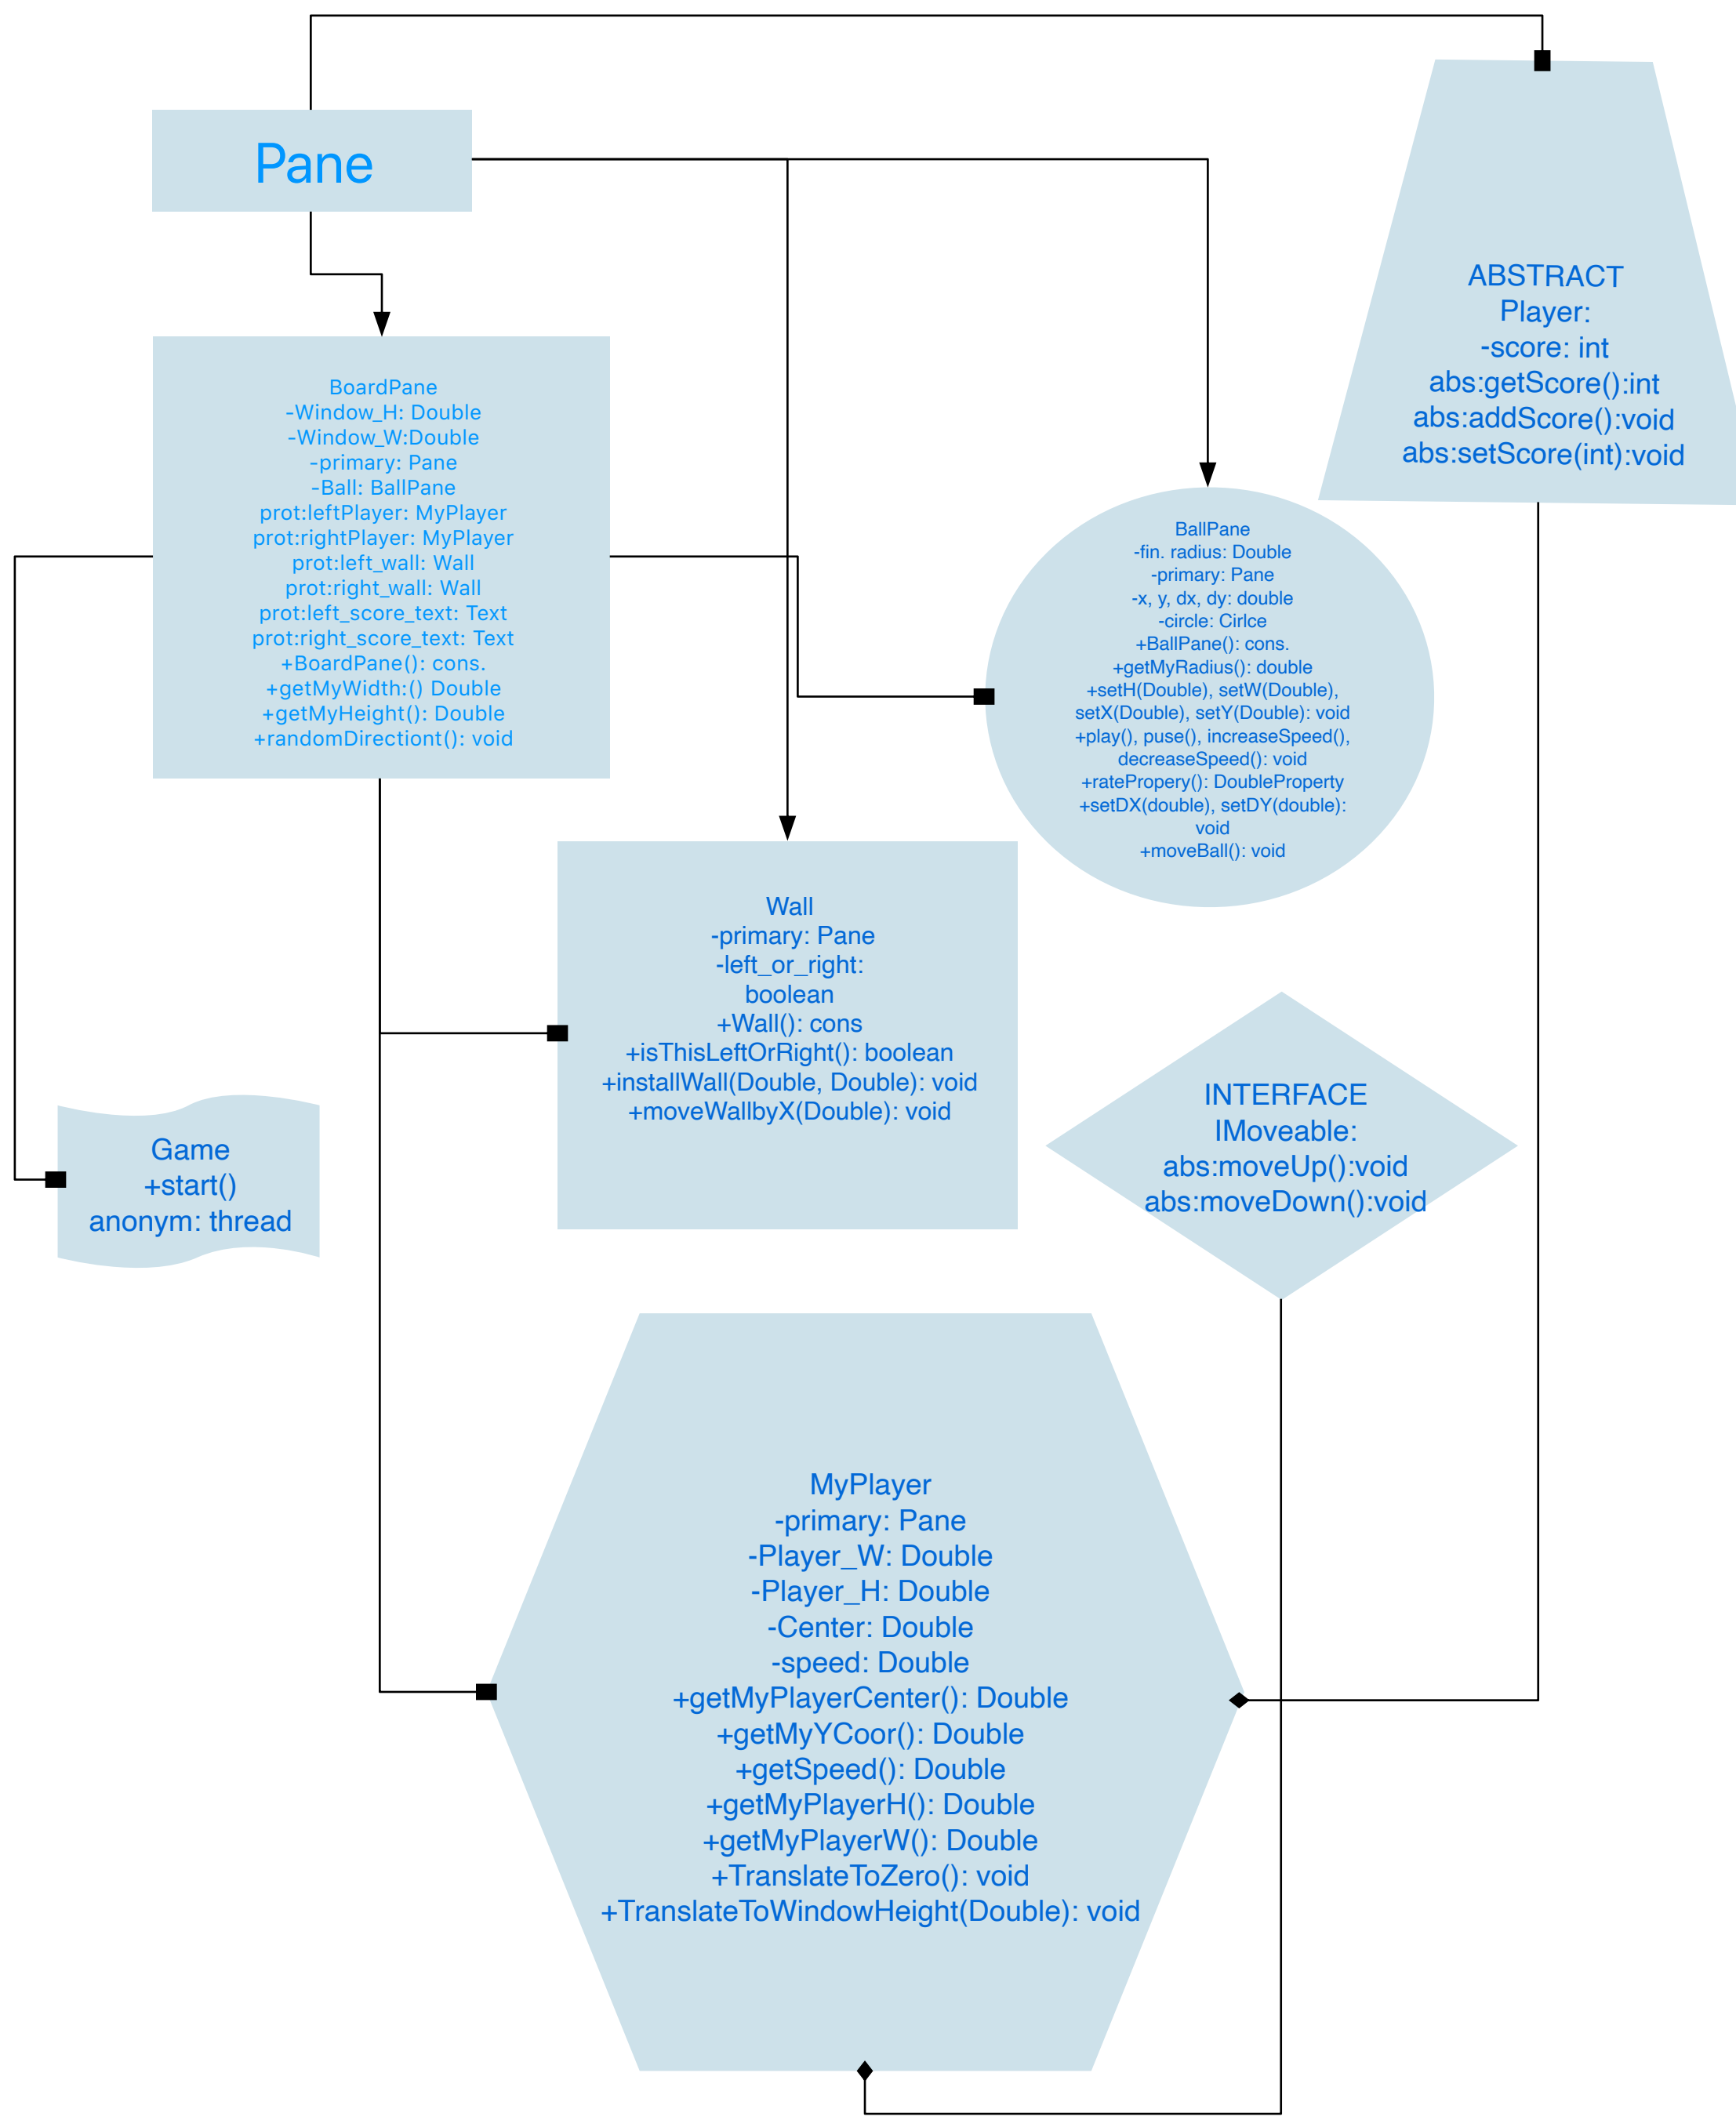 Pane
ABSTRACT
Player:
-score: int
abs:getScore():int
abs:addScore():void
abs:setScore(int):void
BoardPane
-Window_H: Double
-Window_W:Double
-primary: Pane
-Ball: BallPane
prot:leftPlayer: MyPlayer
prot:rightPlayer: MyPlayer
prot:left_wall: Wall
prot:right_wall: Wall
prot:left_score_text: Text
prot:right_score_text: Text
+BoardPane(): cons.
+getMyWidth:() Double
+getMyHeight(): Double
+randomDirectiont(): void
BallPane
-fin. radius: Double
-primary: Pane
-x, y, dx, dy: double
-circle: Cirlce
+BallPane(): cons.
+getMyRadius(): double
+setH(Double), setW(Double),
setX(Double), setY(Double): void
+play(), puse(), increaseSpeed(),
decreaseSpeed(): void
+ratePropery(): DoubleProperty
+setDX(double), setDY(double):
void
+moveBall(): void
Wall
-primary: Pane
-left_or_right:
boolean
+Wall(): cons
+isThisLeftOrRight(): boolean
+installWall(Double, Double): void
+moveWallbyX(Double): void
INTERFACE
IMoveable:
abs:moveUp():void
abs:moveDown():void
Game
+start()
anonym: thread
MyPlayer
-primary: Pane
-Player_W: Double
-Player_H: Double
-Center: Double
-speed: Double
+getMyPlayerCenter(): Double
+getMyYCoor(): Double
+getSpeed(): Double
+getMyPlayerH(): Double
+getMyPlayerW(): Double
+TranslateToZero(): void
+TranslateToWindowHeight(Double): void